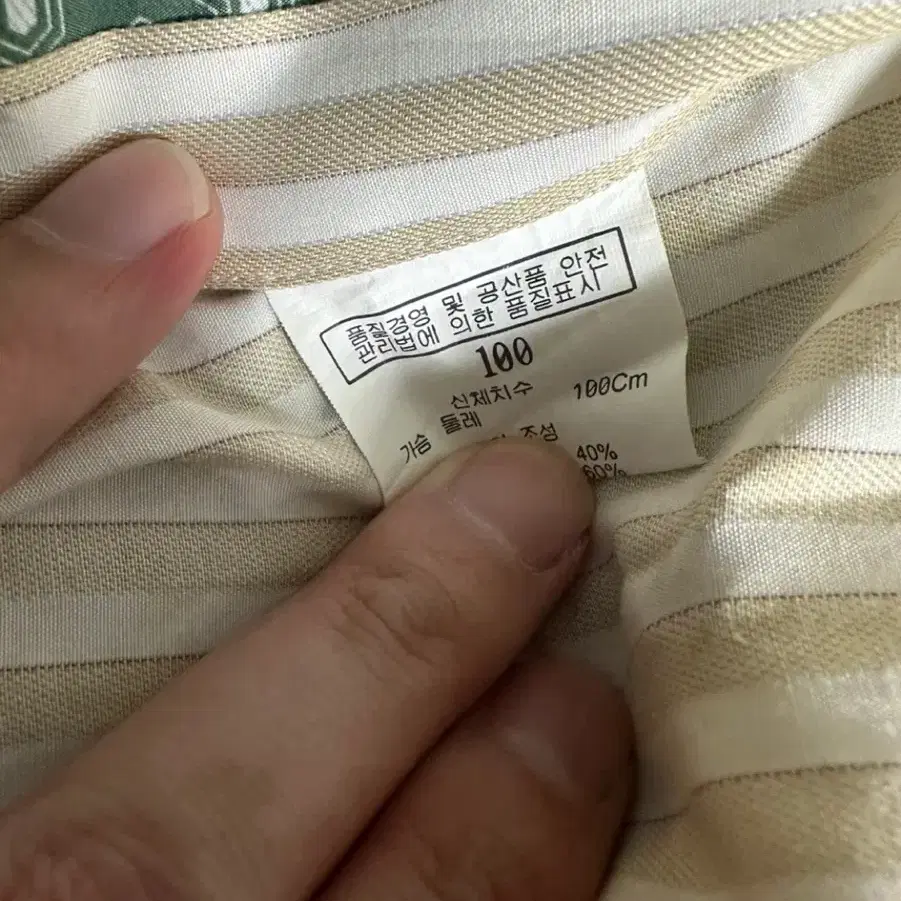 품질경영 및 공산품 안전
관리법에 의한 품질표시
100
신체치수 100Cm
가슴 둘레
조성
40%
60%